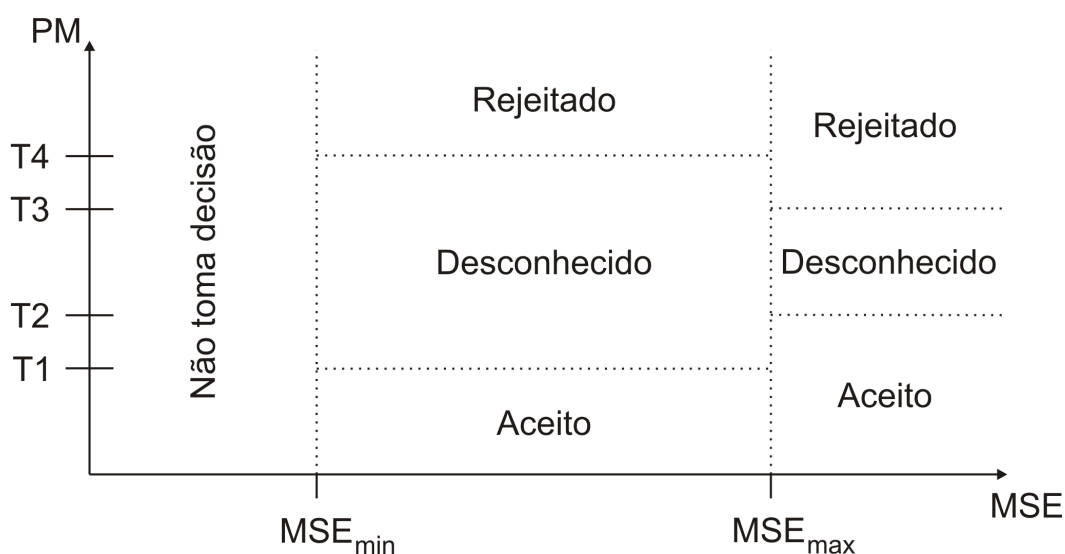 PM
Rejeitado
Rejeitado
T4
T3
Não toma decisão
Desconhecido
Desconhecido
T2
T1
Aceito
Aceito
MSE
MSEmin
MSEmax